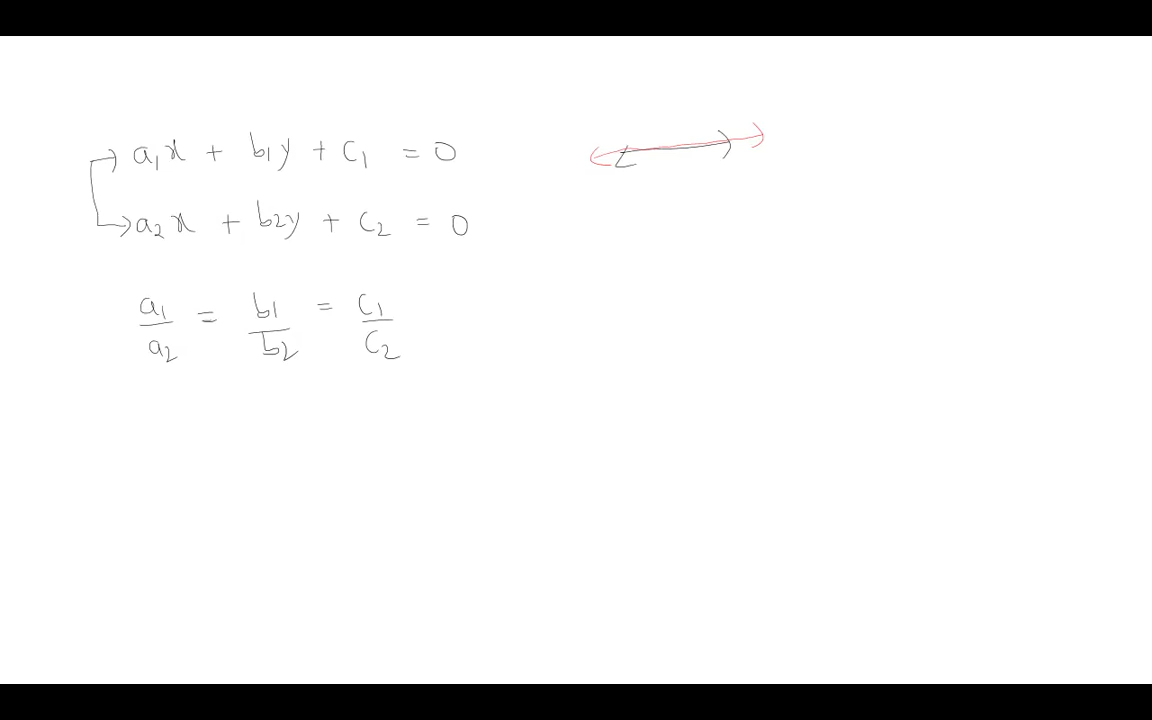 a₁x + b₁y + c₁ = 0
a₂x + b₂y + c₂ = 0
a₁/a₂ = b₁/b₂ = c₁/c₂